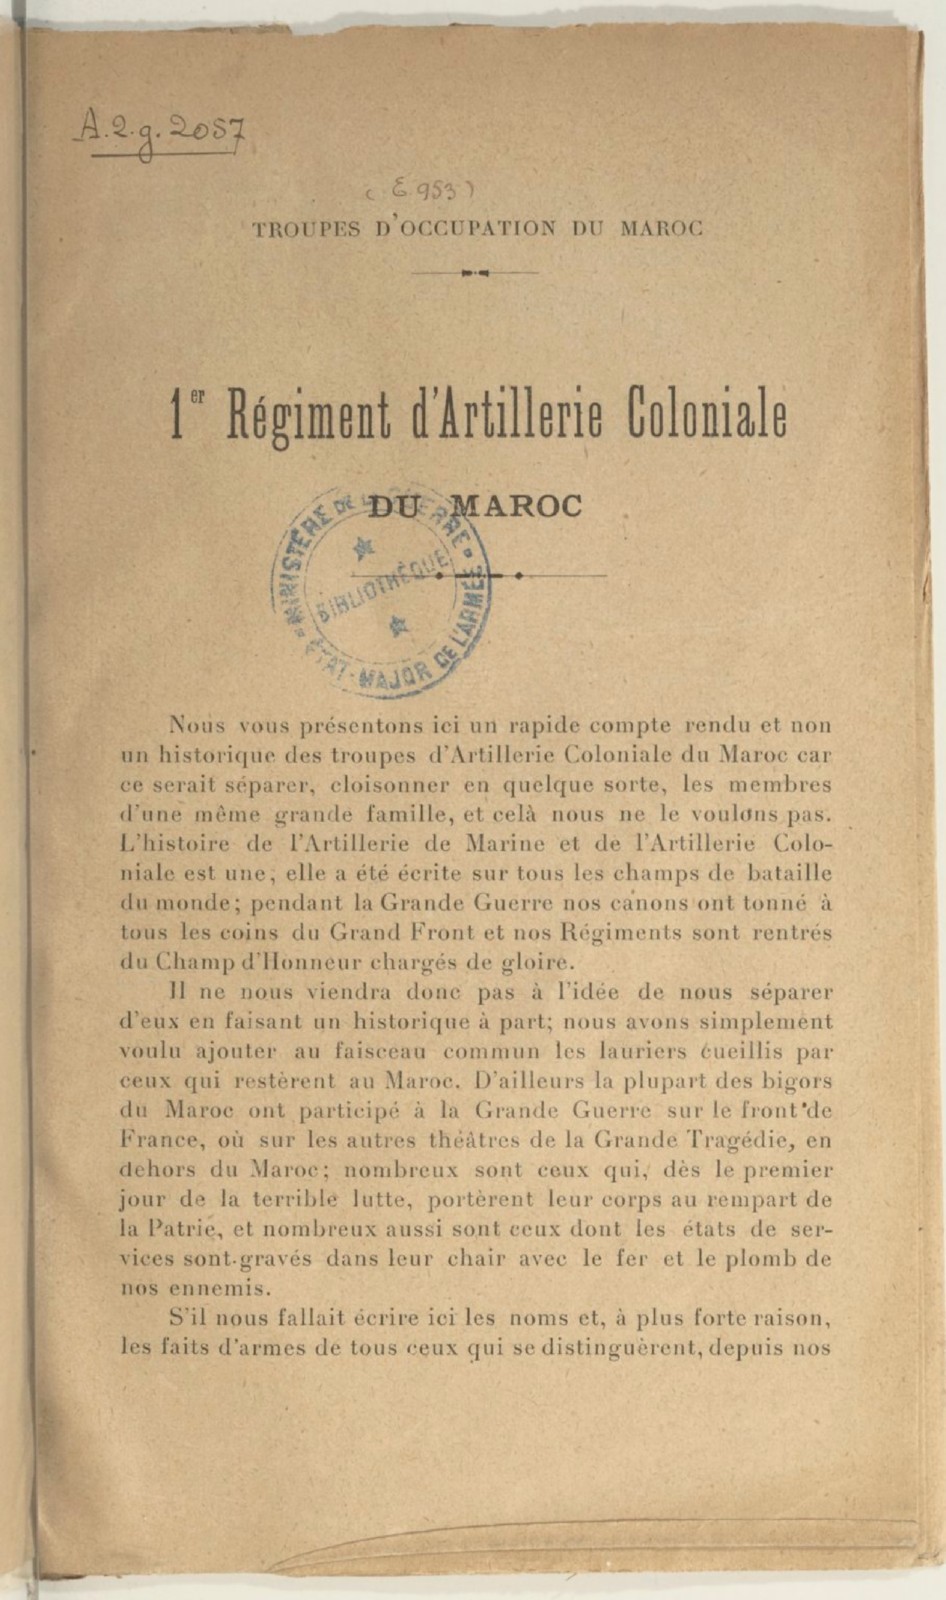 A.2.g.2057
(E 953)
TROUPES D'OCCUPATION DU MAROC
1er Régiment d'Artillerie Coloniale
DU MAROC
MINISTÈRE DE LA GUERRE
BIBLIOTHÈQUE
ÉTAT-MAJOR DE L'ARMÉE
Nous vous présentons ici un rapide compte rendu et non
un historique des troupes d'Artillerie Coloniale du Maroc car
ce serait séparer, cloisonner en quelque sorte, les membres
d'une même grande famille, et celà nous ne le voulons pas.
L'histoire de l'Artillerie de Marine et de l'Artillerie Colo-
niale est une, elle a été écrite sur tous les champs de bataille
du monde; pendant la Grande Guerre nos canons ont tonné à
tous les coins du Grand Front et nos Régiments sont rentrés
du Champ d'Honneur chargés de gloire.
Il ne nous viendra donc pas à l'idée de nous séparer
d'eux en faisant un historique à part; nous avons simplement
voulu ajouter au faisceau commun les lauriers cueillis par
ceux qui restèrent au Maroc. D'ailleurs la plupart des bigors
du Maroc ont participé à la Grande Guerre sur le front de
France, où sur les autres théâtres de la Grande Tragédie, en
dehors du Maroc; nombreux sont ceux qui, dès le premier
jour de la terrible lutte, portèrent leur corps au rempart de
la Patrie, et nombreux aussi sont ceux dont les états de ser-
vices sont gravés dans leur chair avec le fer et le plomb de
nos ennemis.
S'il nous fallait écrire ici les noms et, à plus forte raison,
les faits d'armes de tous ceux qui se distinguèrent, depuis nos